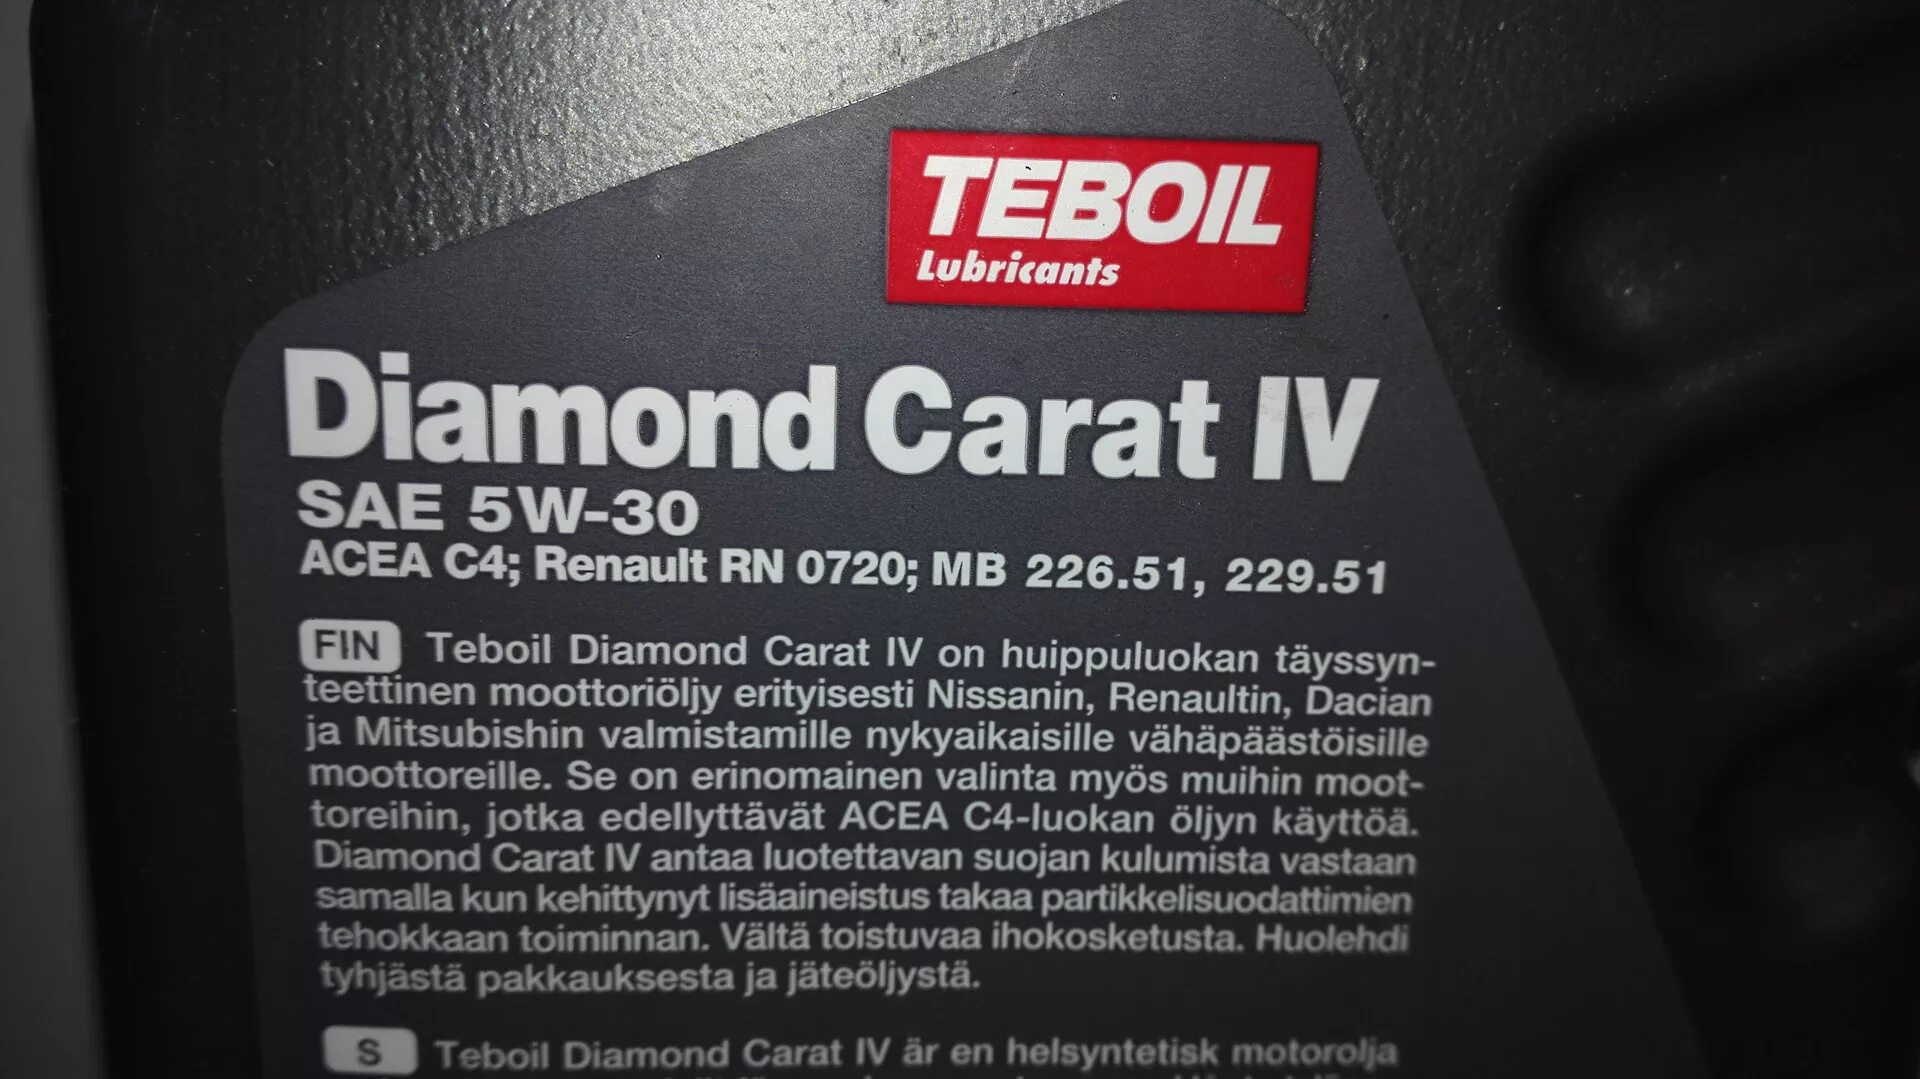 TEBOIL
Lubricants
Diamond Carat IV
SAE 5W-30
ACEA C4; Renault RN 0720; MB 226.51, 229.51
FIN Teboil Diamond Carat IV on huippuluokan täyssyn-
teettinen moottoriöljy erityisesti Nissanin, Renaultin, Dacian
ja Mitsubishin valmistamille nykyaikaisille vähäpäästöisille
moottoreille. Se on erinomainen valinta myös muihin moot-
toreihin, jotka edellyttävät ACEA C4-luokan öljyn käyttöä.
Diamond Carat IV antaa luotettavan suojan kulumista vastaan
samalla kun kehittynyt lisäaineistus takaa partikkelisuodattimien
tehokkaan toiminnan. Vältä toistuvaa ihokosketusta. Huolehdi
tyhjästä pakkauksesta ja jäteöljystä.
S Teboil Diamond Carat IV är en helsyntetisk motorolja